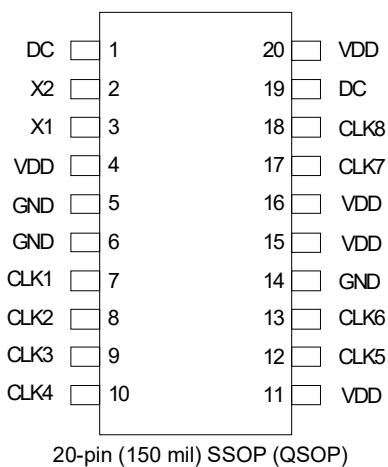 DC 1 20 VDD
X2 2 19 DC
X1 3 18 CLK8
VDD 4 17 CLK7
GND 5 16 VDD
GND 6 15 VDD
CLK1 7 14 GND
CLK2 8 13 CLK6
CLK3 9 12 CLK5
CLK4 10 11 VDD
20-pin (150 mil) SSOP (QSOP)